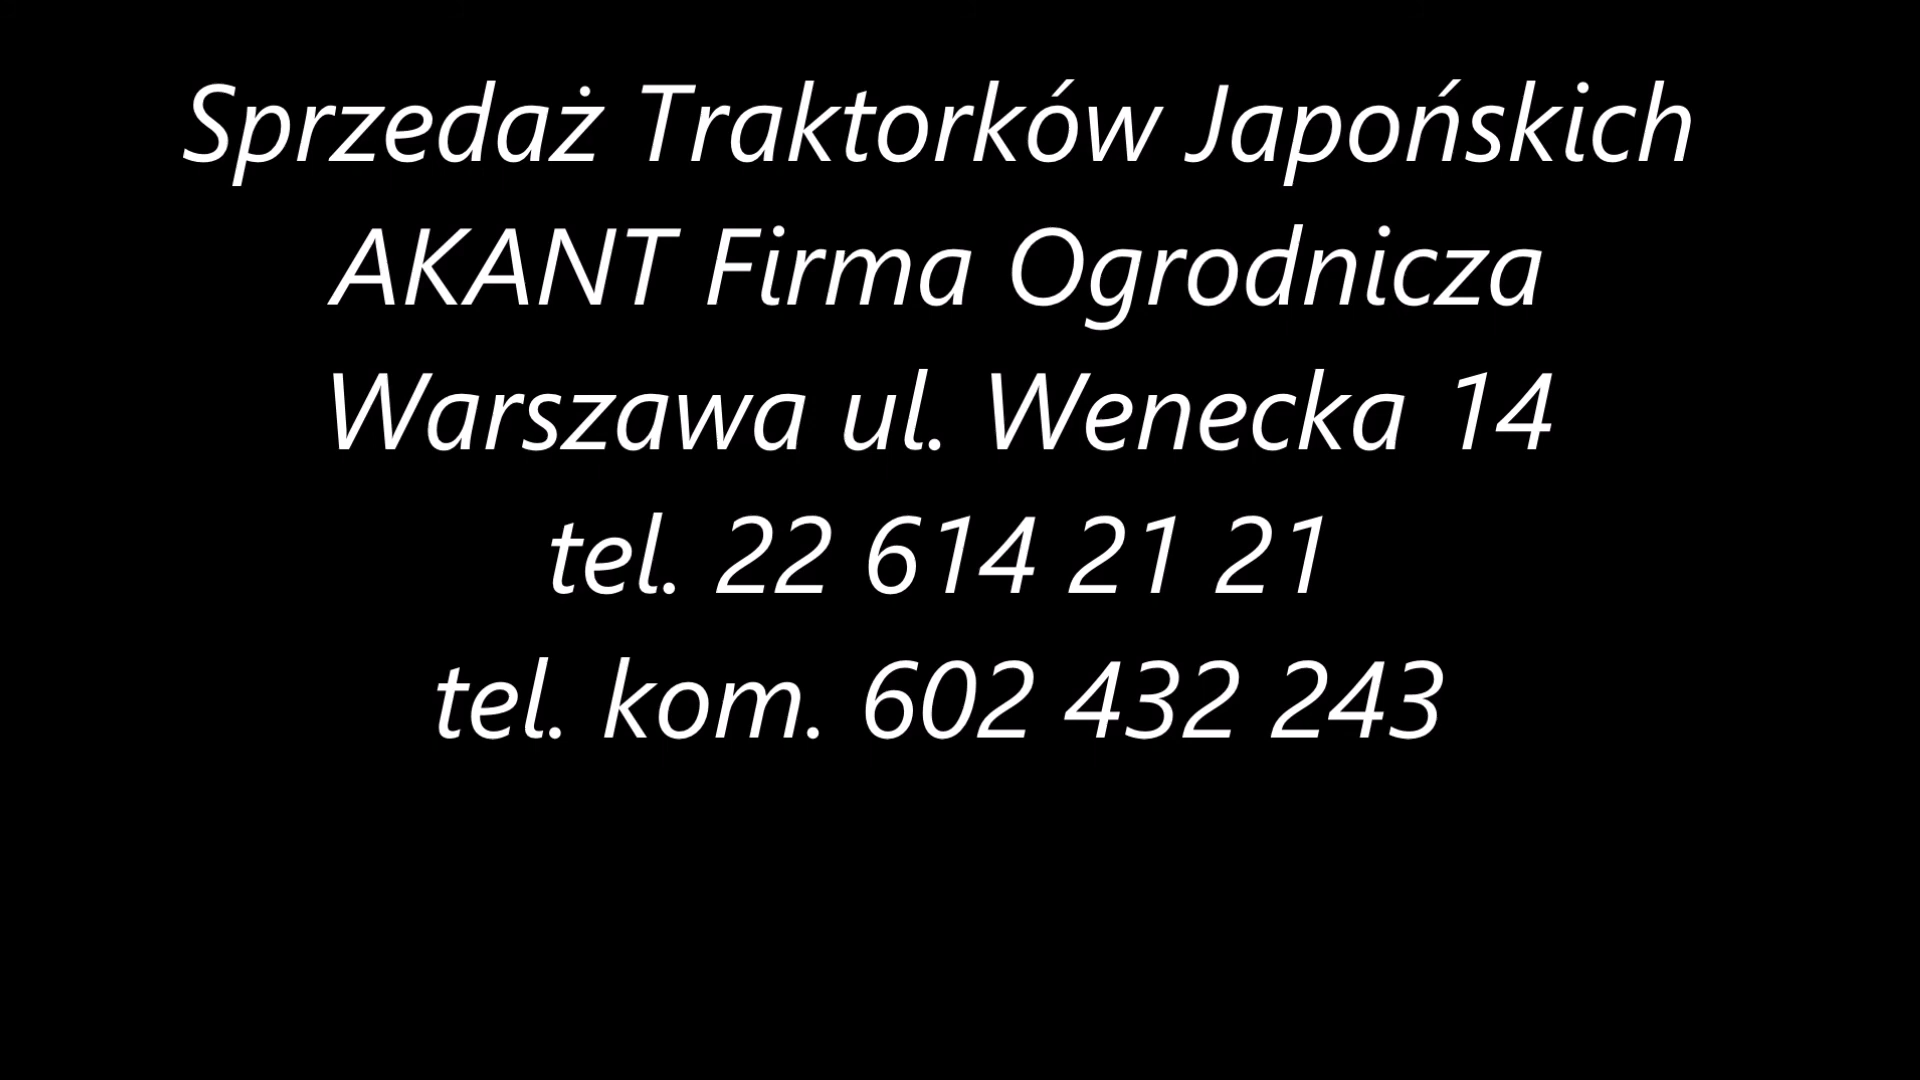 Sprzedaż Traktorków Japońskich
AKANT Firma Ogrodnicza
Warszawa ul. Wenecka 14
tel. 22 614 21 21
tel. kom. 602 432 243